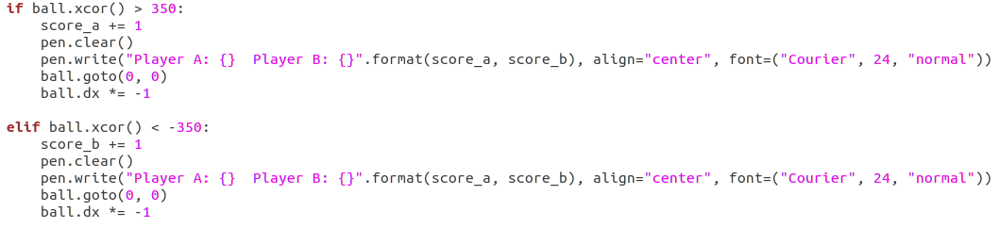 if ball.xcor() > 350:
    score_a += 1
    pen.clear()
    pen.write("Player A: {}  Player B: {}".format(score_a, score_b), align="center", font=("Courier", 24, "normal"))
    ball.goto(0, 0)
    ball.dx *= -1

elif ball.xcor() < -350:
    score_b += 1
    pen.clear()
    pen.write("Player A: {}  Player B: {}".format(score_a, score_b), align="center", font=("Courier", 24, "normal"))
    ball.goto(0, 0)
    ball.dx *= -1